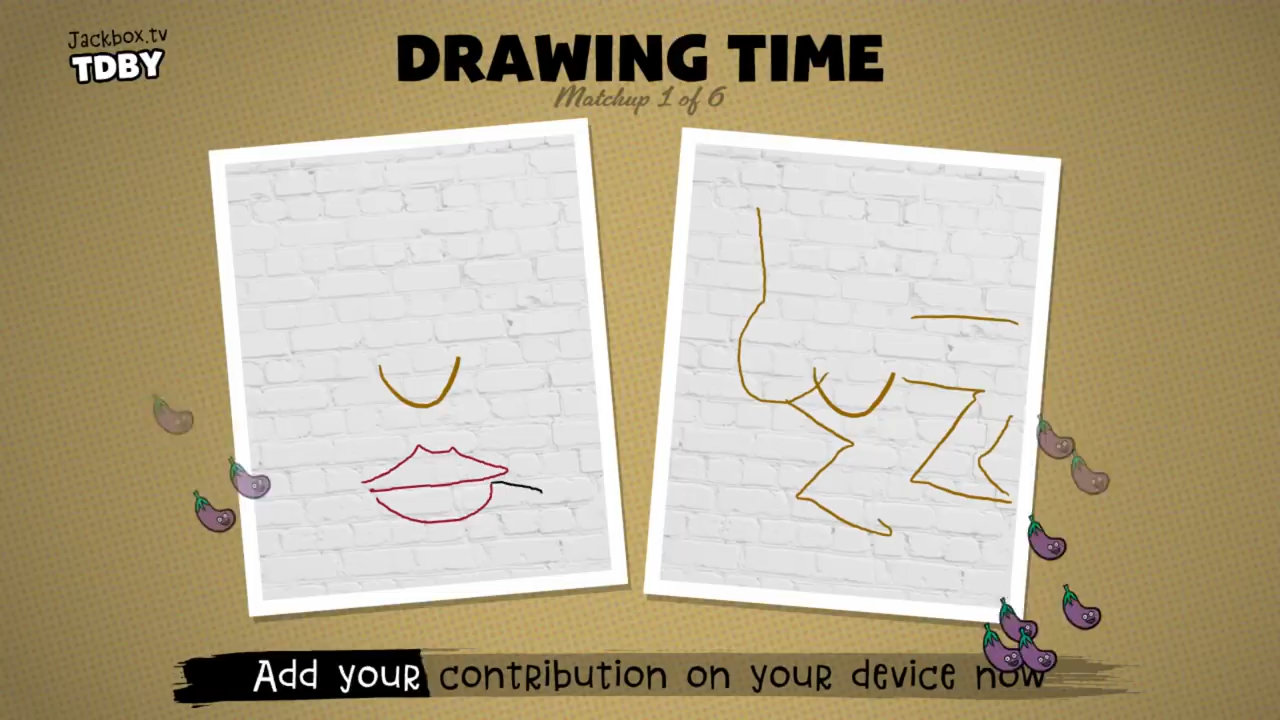 Jackbox.tv
TDBY
DRAWING TIME
Matchup 1 of 6
Add your contribution on your device now